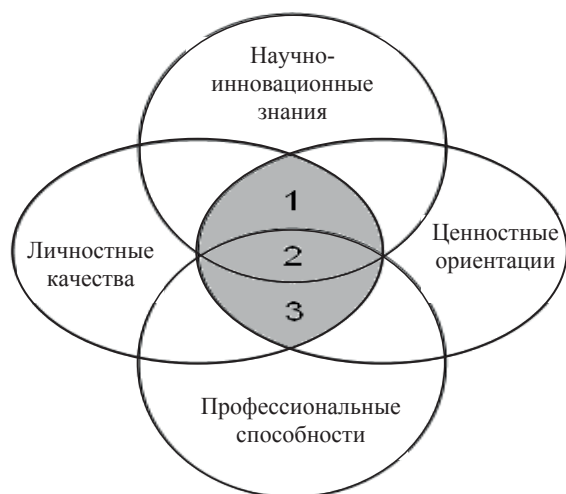 Научно-
инновационные
знания
1
Личностные
качества
2
Ценностные
ориентации
3
Профессиональные
способности